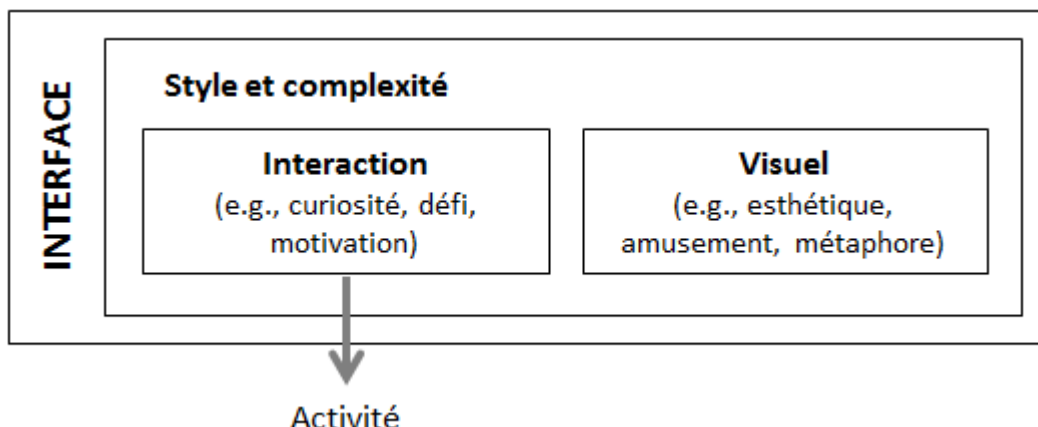 INTERFACE
Style et complexité
Interaction
(e.g., curiosité, défi,
motivation)
Visuel
(e.g., esthétique,
amusement, métaphore)
Activité